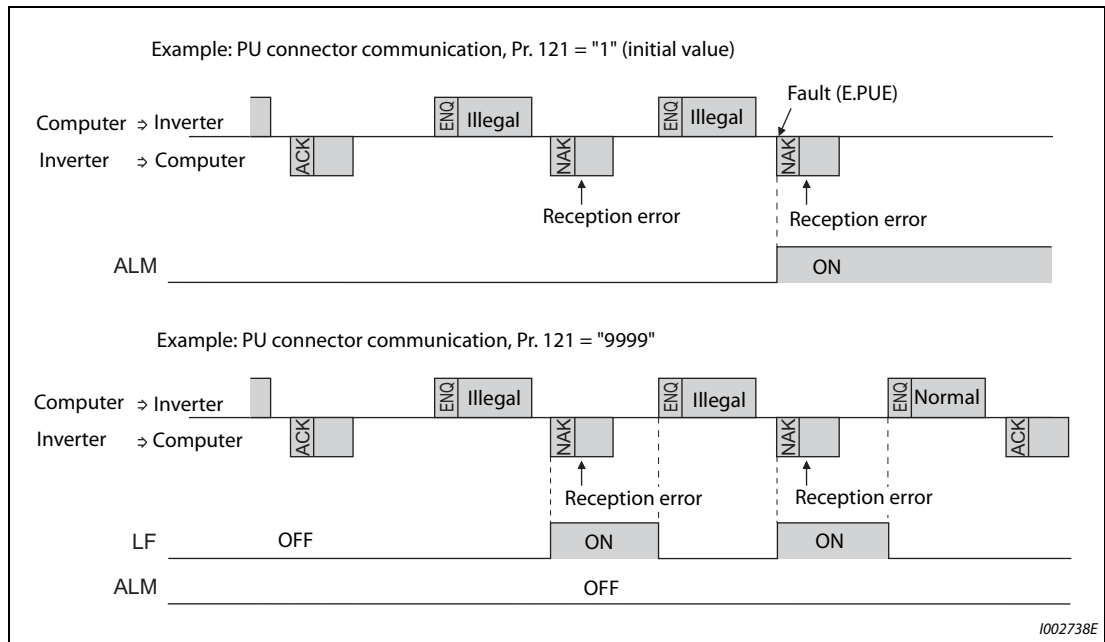 Example: PU connector communication, Pr. 121 = "1" (initial value)
Fault (E.PUE)
Computer ⇒ Inverter
ENQ Illegal ENQ Illegal
Inverter ⇒ Computer
ACK NAK NAK
Reception error Reception error
ALM ON
Example: PU connector communication, Pr. 121 = "9999"
Computer ⇒ Inverter
ENQ Illegal ENQ Illegal ENQ Normal
Inverter ⇒ Computer
ACK NAK NAK ACK
Reception error Reception error
LF OFF ON ON
ALM OFF
I002738E